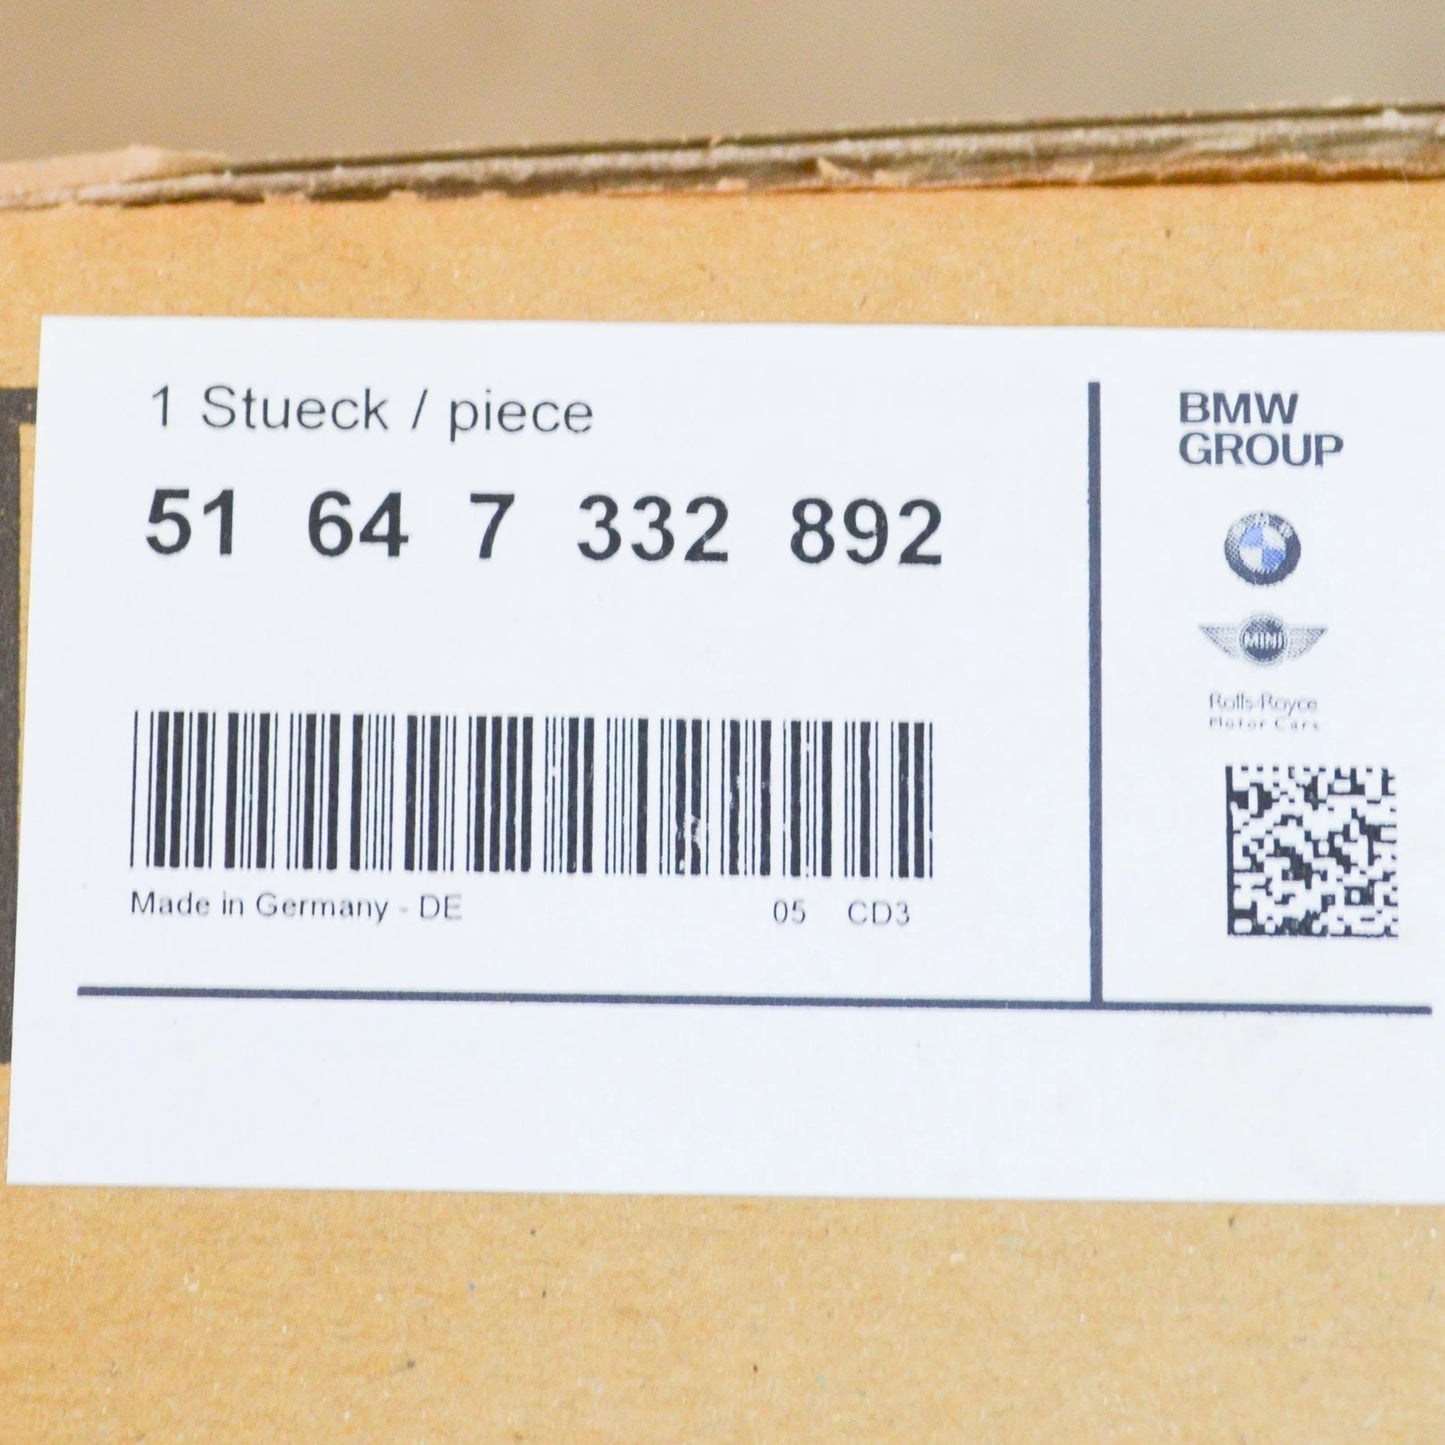 1 Stueck / piece
51 64 7 332 892
Made in Germany - DE 05 CD3
BMW
GROUP
MINI
Rolls-Royce
Motor Cars